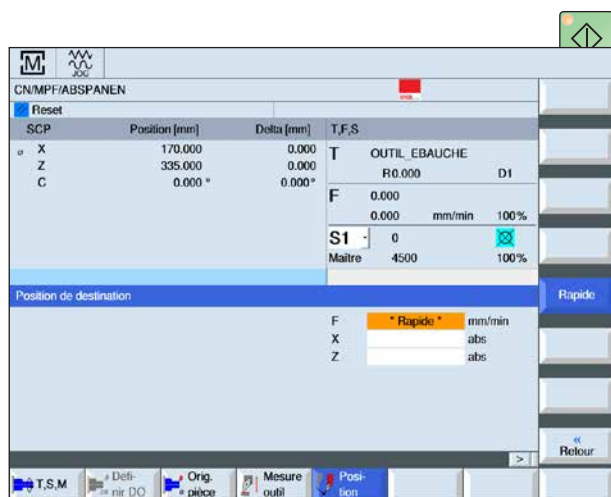 M JOG
CN/MPF/ABSPANEN
Reset
SCP Position [mm] Delta [mm] T,F,S
X 170.000 0.000 T OUTIL_EBAUCHE
Z 335.000 0.000 R0.000 D1
C 0.000 ° 0.000° F 0.000
0.000 mm/min 100%
S1 0
Maitre 4500 100%
Position de destination Rapide
F * Rapide * mm/min
X abs
Z abs
« Retour
>
T,S,M Défi- nir DO Orig. pièce Mesure outil Posi- tion